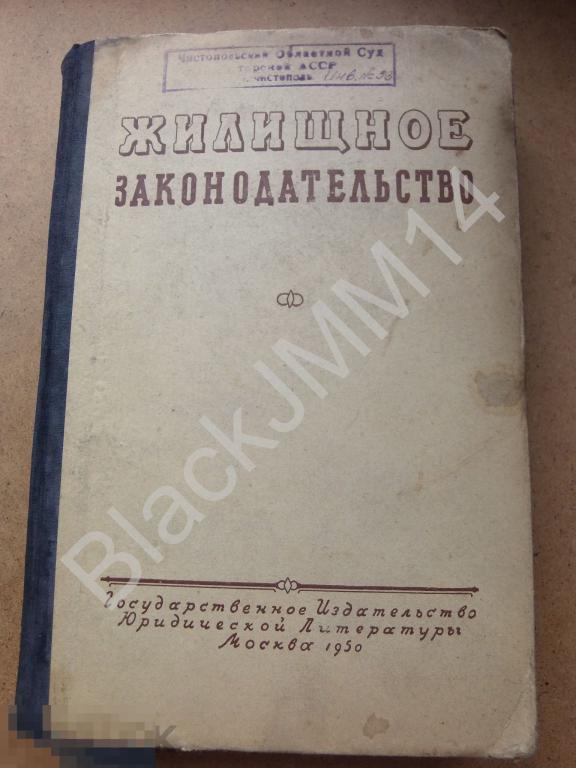 Чистопольский Областной Суд
Татарской АССР
г. Чистополь Инв. № 56
ЖИЛИЩНОЕ
ЗАКОНОДАТЕЛЬСТВО
BlackJMM14
Государственное Издательство
Юридической Литературы
Москва 1950